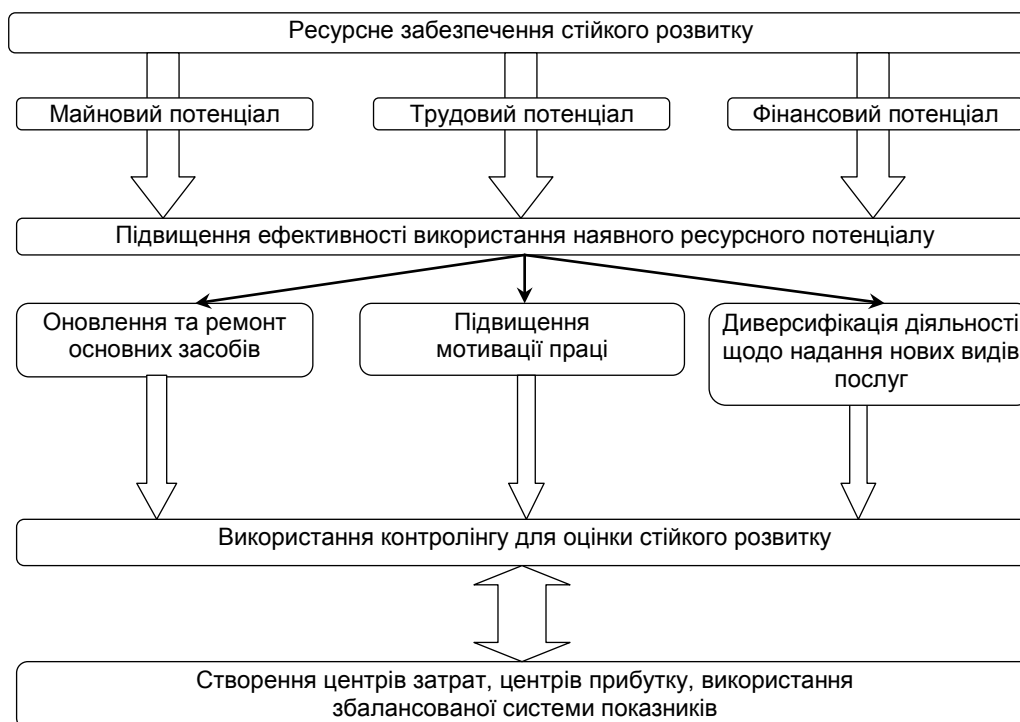 Ресурсне забезпечення стійкого розвитку
Майновий потенціал
Трудовий потенціал
Фінансовий потенціал
Підвищення ефективності використання наявного ресурсного потенціалу
Оновлення та ремонт
основних засобів
Підвищення
мотивації праці
Диверсифікація діяльності
щодо надання нових видів
послуг
Використання контролінгу для оцінки стійкого розвитку
Створення центрів затрат, центрів прибутку, використання
збалансованої системи показників